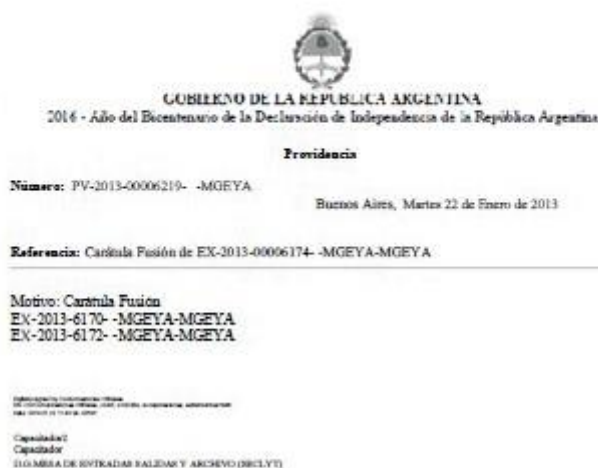 GOBIERNO DE LA REPUBLICA ARGENTINA
2016 - Año del Bicentenario de la Declaración de Independencia de la República Argentina
Providencia
Número: PV-2013-00006219- -MGEYA
Buenos Aires, Martes 22 de Enero de 2013
Referencia: Carátula Fusión de EX-2013-00006174- -MGEYA-MGEYA
Motivo: Carátula Fusión
EX-2013-6170- -MGEYA-MGEYA
EX-2013-6172- -MGEYA-MGEYA
Capacitador2
Capacitador
D.G.MESA DE ENTRADAS SALIDAS Y ARCHIVO (SECLYT)